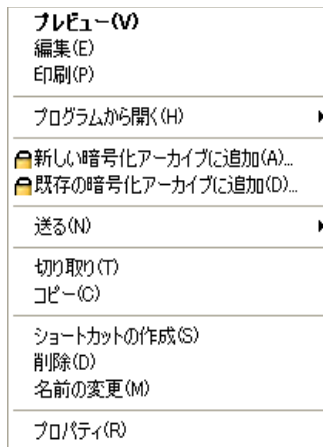 プレビュー(V)
編集(E)
印刷(P)
プログラムから開く(H)
新しい暗号化アーカイブに追加(A)...
既存の暗号化アーカイブに追加(D)...
送る(N)
切り取り(T)
コピー(C)
ショートカットの作成(S)
削除(D)
名前の変更(M)
プロパティ(R)